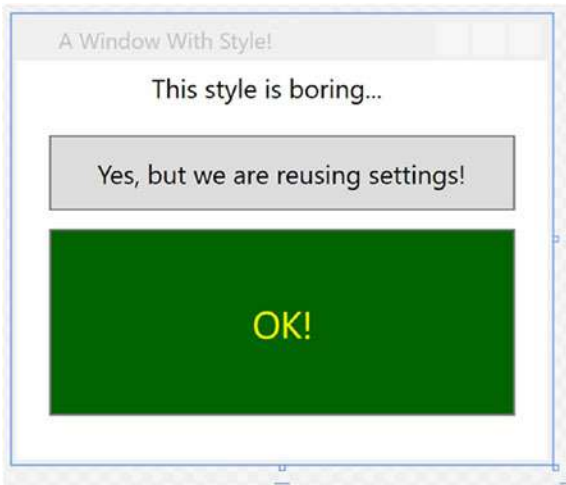 A Window With Style!
This style is boring...
Yes, but we are reusing settings!
OK!